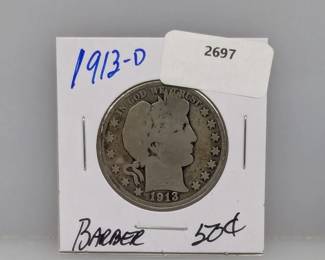 1913-D
2697
IN GOD WE TRUST
1913
BARBER 50¢